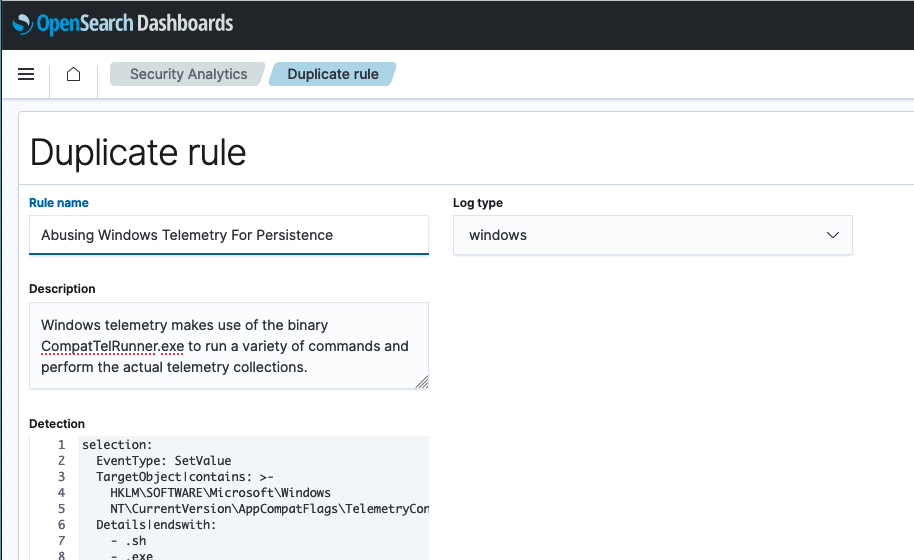 OpenSearch Dashboards
Security Analytics
Duplicate rule
Duplicate rule
Rule name
Log type
Abusing Windows Telemetry For Persistence
windows
Description
Windows telemetry makes use of the binary
CompatTelRunner.exe to run a variety of commands and
perform the actual telemetry collections.
Detection
1 selection:
2 EventType: SetValue
3 TargetObject|contains: >-
4 HKLM\SOFTWARE\Microsoft\Windows
5 NT\CurrentVersion\AppCompatFlags\TelemetryCon
6 Details|endswith:
7 - .sh
8 - .exe